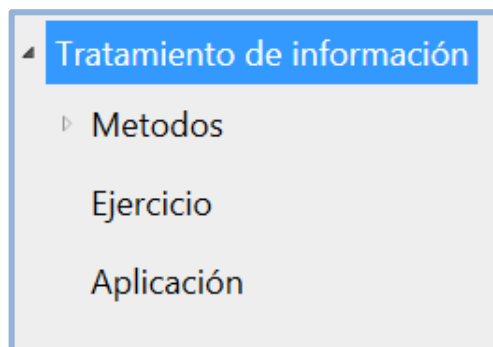 Tratamiento de información
Metodos
Ejercicio
Aplicación